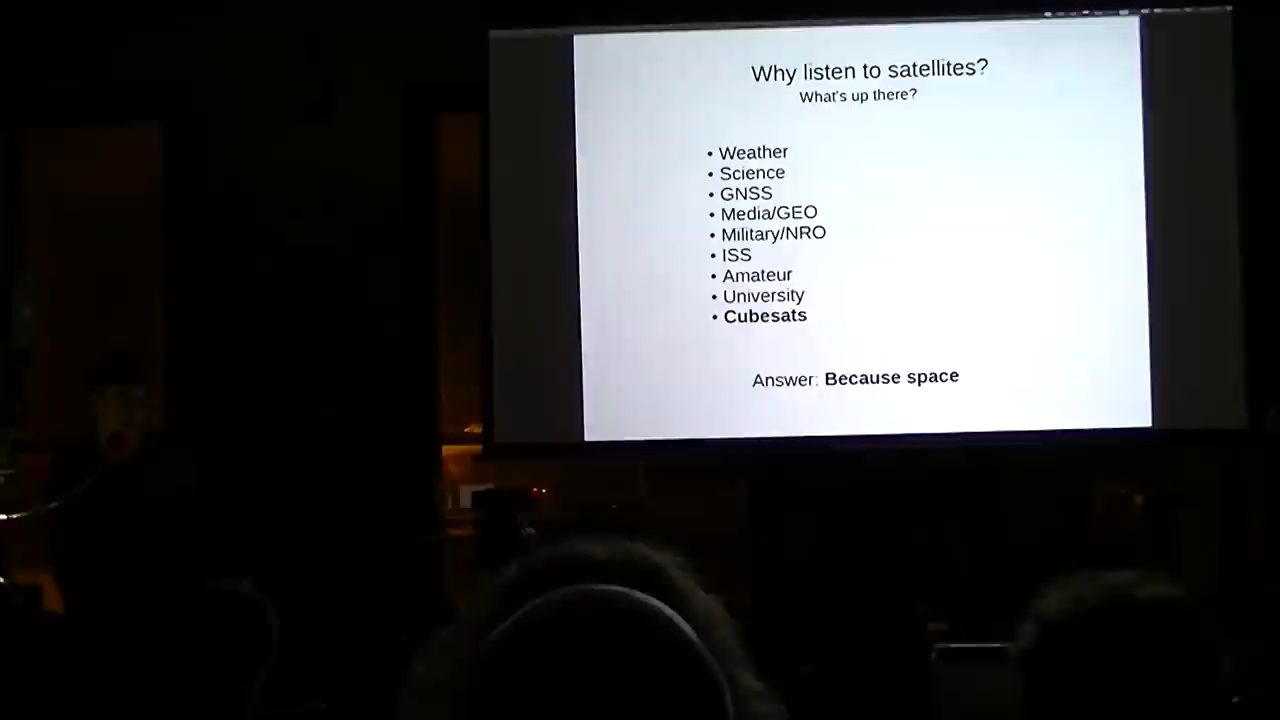 Why listen to satellites?
What's up there?
• Weather
• Science
• GNSS
• Media/GEO
• Military/NRO
• ISS
• Amateur
• University
• Cubesats
Answer: Because space